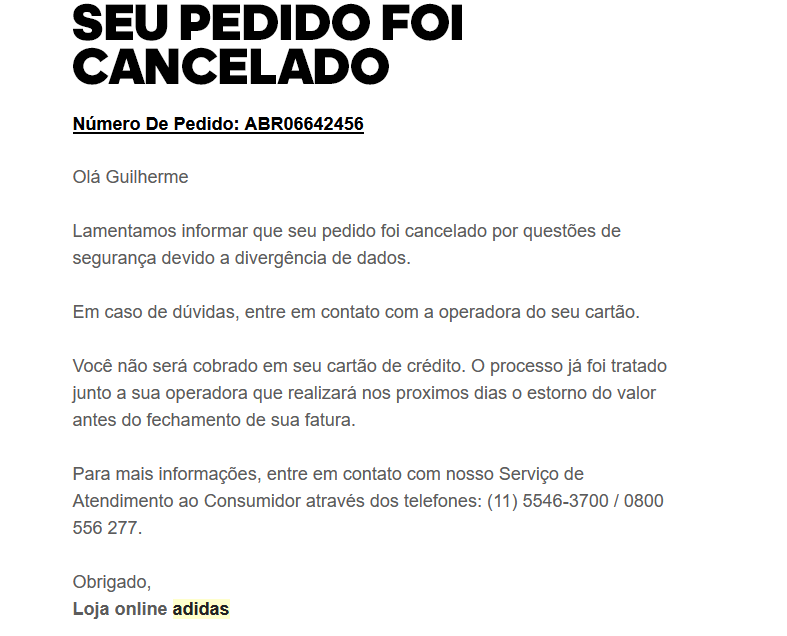 SEU PEDIDO FOI
CANCELADO
Número De Pedido: ABR06642456
Olá Guilherme
Lamentamos informar que seu pedido foi cancelado por questões de
segurança devido a divergência de dados.
Em caso de dúvidas, entre em contato com a operadora do seu cartão.
Você não será cobrado em seu cartão de crédito. O processo já foi tratado
junto a sua operadora que realizará nos proximos dias o estorno do valor
antes do fechamento de sua fatura.
Para mais informações, entre em contato com nosso Serviço de
Atendimento ao Consumidor através dos telefones: (11) 5546-3700 / 0800
556 277.
Obrigado,
Loja online adidas